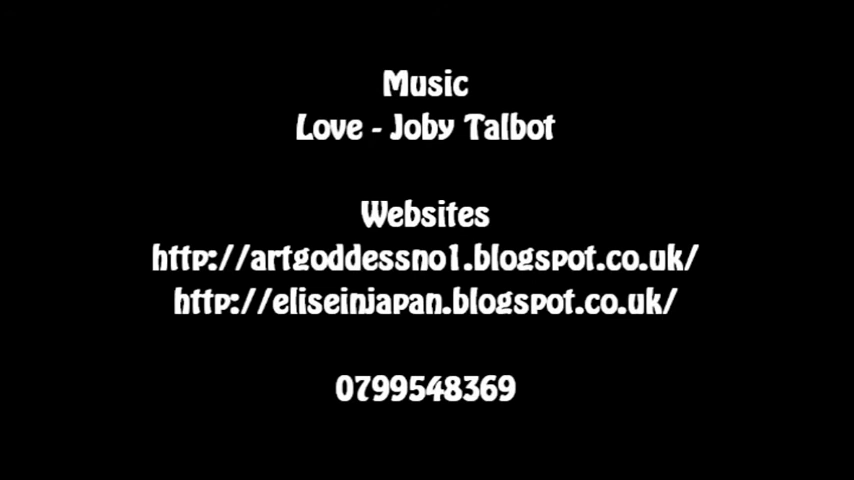 Music
Love - Joby Talbot
Websites
http://artgoddessno1.blogspot.co.uk/
http://eliseinjapan.blogspot.co.uk/
0799548369